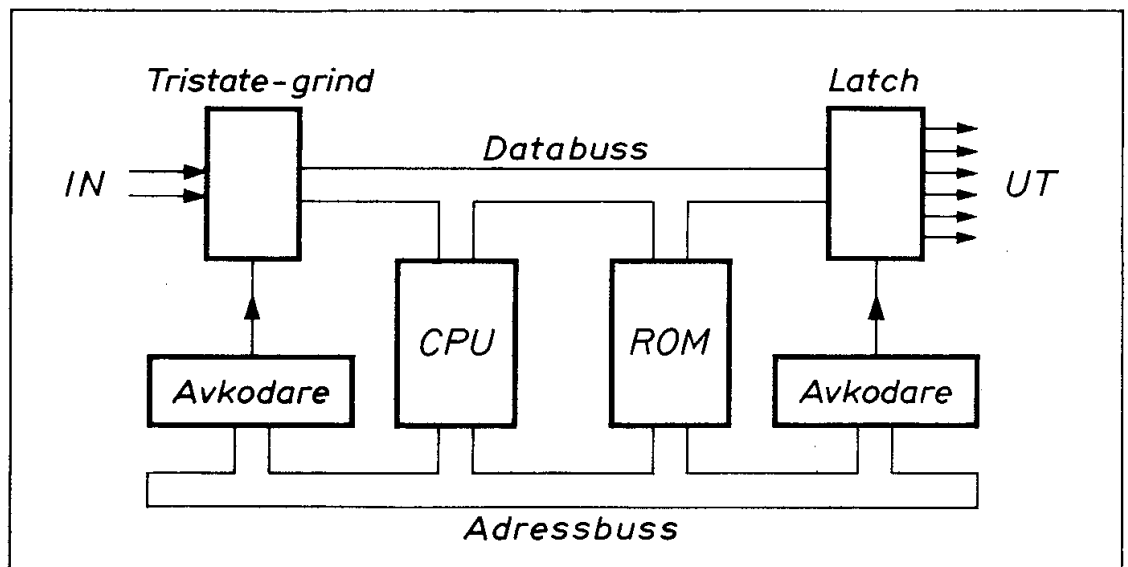 Tristate-grind
Latch
Databuss
IN
UT
CPU
ROM
Avkodare
Avkodare
Adressbuss